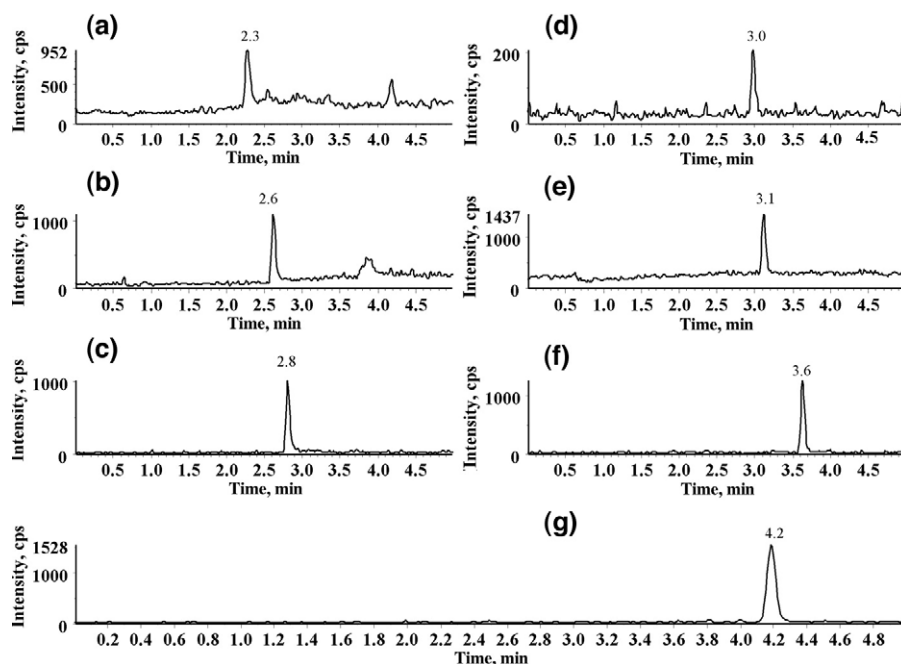 (a)
2.3
Intensity, cps
952
500
0
0.5 1.0 1.5 2.0 2.5 3.0 3.5 4.0 4.5
Time, min
(d)
3.0
Intensity, cps
200
0
0.5 1.0 1.5 2.0 2.5 3.0 3.5 4.0 4.5
Time, min
(b)
2.6
Intensity, cps
1000
0
0.5 1.0 1.5 2.0 2.5 3.0 3.5 4.0 4.5
Time, min
(e)
3.1
Intensity, cps
1437
1000
0
0.5 1.0 1.5 2.0 2.5 3.0 3.5 4.0 4.5
Time, min
(c)
2.8
Intensity, cps
1000
0
0.5 1.0 1.5 2.0 2.5 3.0 3.5 4.0 4.5
Time, min
(f)
3.6
Intensity, cps
1000
0
0.5 1.0 1.5 2.0 2.5 3.0 3.5 4.0 4.5
Time, min
(g)
4.2
Intensity, cps
1528
1000
0
0.2 0.4 0.6 0.8 1.0 1.2 1.4 1.6 1.8 2.0 2.2 2.4 2.6 2.8 3.0 3.2 3.4 3.6 3.8 4.0 4.2 4.4 4.6 4.8
Time, min